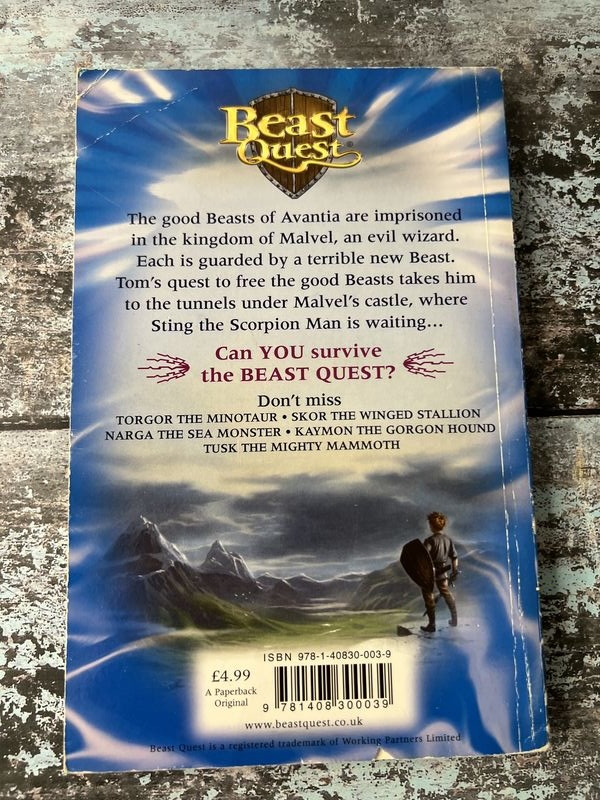 Beast
Quest®
The good Beasts of Avantia are imprisoned
in the kingdom of Malvel, an evil wizard.
Each is guarded by a terrible new Beast.
Tom's quest to free the good Beasts takes him
to the tunnels under Malvel's castle, where
Sting the Scorpion Man is waiting…
Can YOU survive
the BEAST QUEST?
Don't miss
TORGOR THE MINOTAUR • SKOR THE WINGED STALLION
NARGA THE SEA MONSTER • KAYMON THE GORGON HOUND
TUSK THE MIGHTY MAMMOTH
ISBN 978-1-40830-003-9
£4.99
A Paperback
Original
9 781408 300039
www.beastquest.co.uk
Beast Quest is a registered trademark of Working Partners Limited